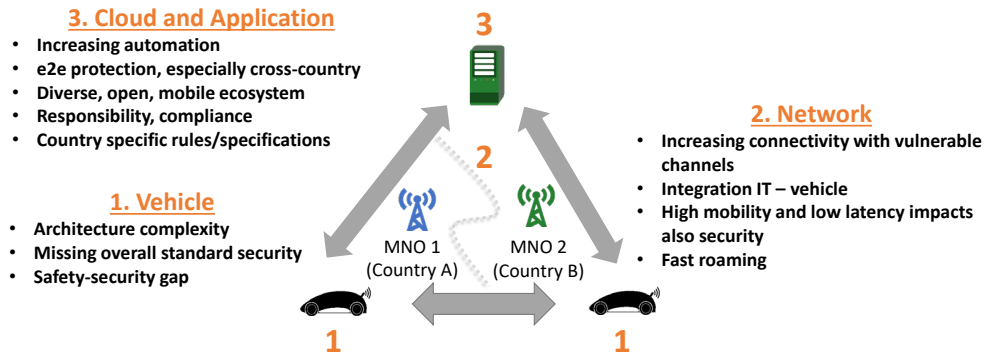 3. Cloud and Application
• Increasing automation
• e2e protection, especially cross-country
• Diverse, open, mobile ecosystem
• Responsibility, compliance
• Country specific rules/specifications
3
2. Network
• Increasing connectivity with vulnerable
channels
• Integration IT – vehicle
• High mobility and low latency impacts
also security
• Fast roaming
2
1. Vehicle
• Architecture complexity
• Missing overall standard security
• Safety-security gap
MNO 1
(Country A)
MNO 2
(Country B)
1
1